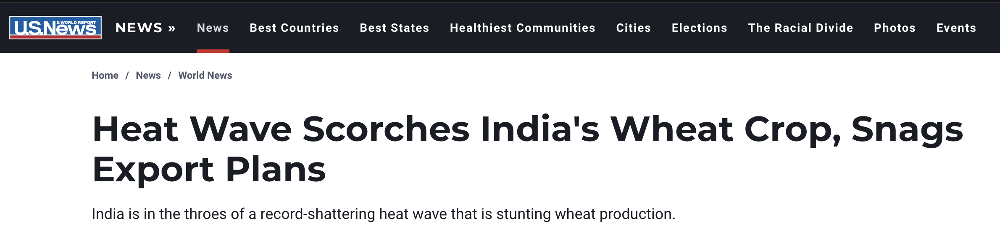 U.S.News & WORLD REPORT NEWS » News Best Countries Best States Healthiest Communities Cities Elections The Racial Divide Photos Events
Home / News / World News
Heat Wave Scorches India's Wheat Crop, Snags
Export Plans
India is in the throes of a record-shattering heat wave that is stunting wheat production.